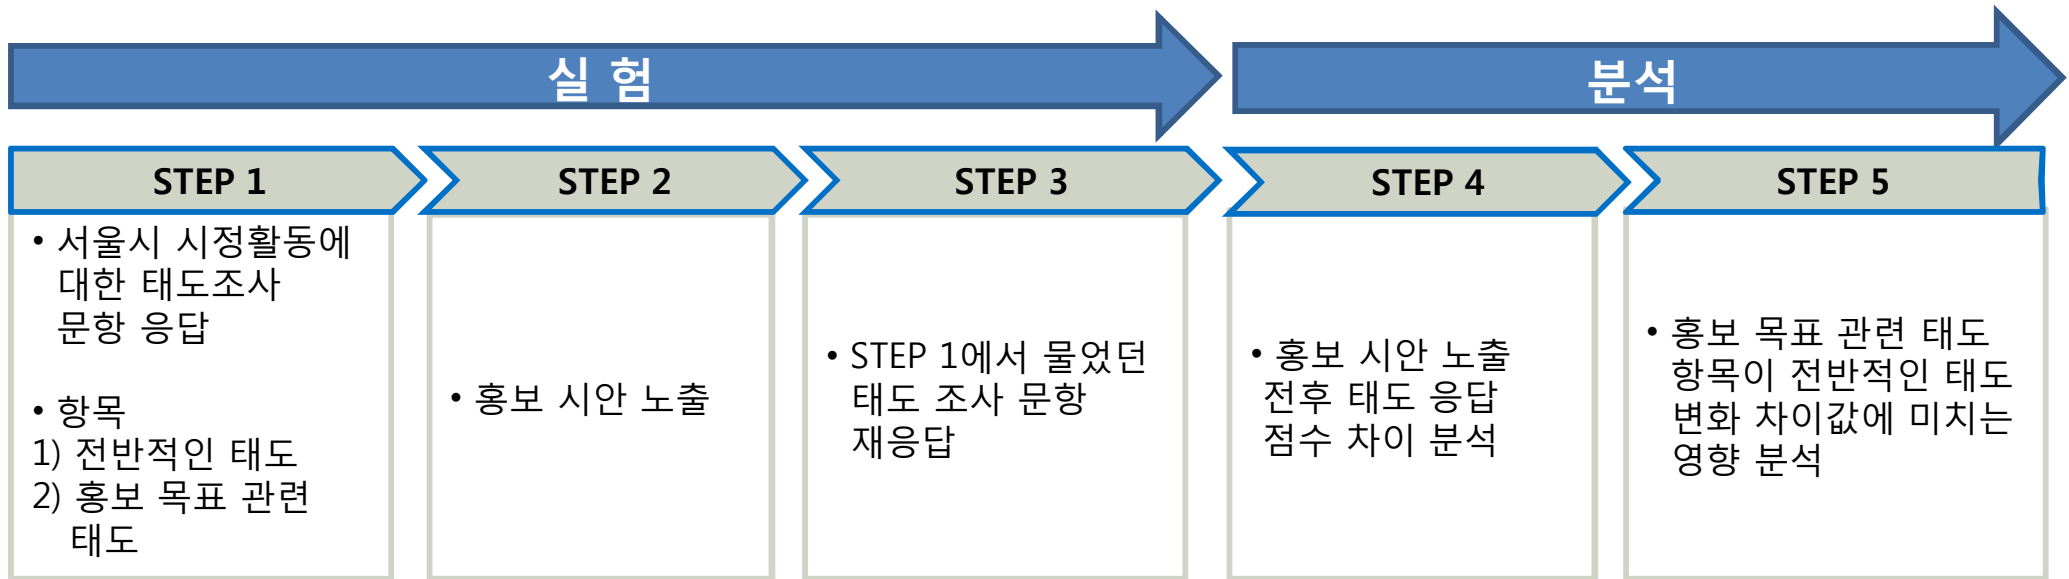 실 험
분석
STEP 1
STEP 2
STEP 3
STEP 4
STEP 5
• 서울시 시정활동에
대한 태도조사
문항 응답
• 항목
1) 전반적인 태도
2) 홍보 목표 관련
태도
• 홍보 시안 노출
• STEP 1에서 물었던
태도 조사 문항
재응답
• 홍보 시안 노출
전후 태도 응답
점수 차이 분석
• 홍보 목표 관련 태도
항목이 전반적인 태도
변화 차이값에 미치는
영향 분석